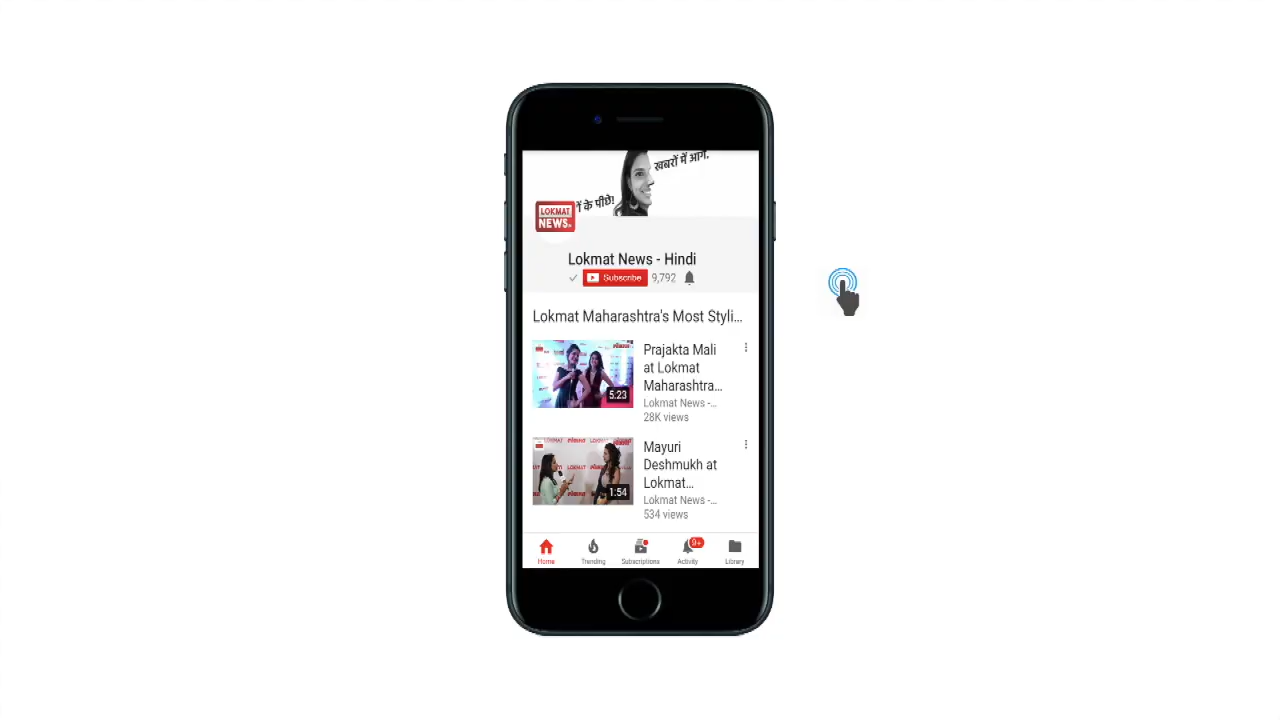 खबरों में आगे.
ों के पीछे!
LOKMAT
NEWS
Lokmat News - Hindi
Subscribe 9,792
Lokmat Maharashtra's Most Styli...
Prajakta Mali
at Lokmat
Maharashtra...
Lokmat News -...
28K views
5:23
Mayuri
Deshmukh at
Lokmat...
Lokmat News -...
534 views
LOKMAT
1:54
9+
Home Trending Subscriptions Activity Library